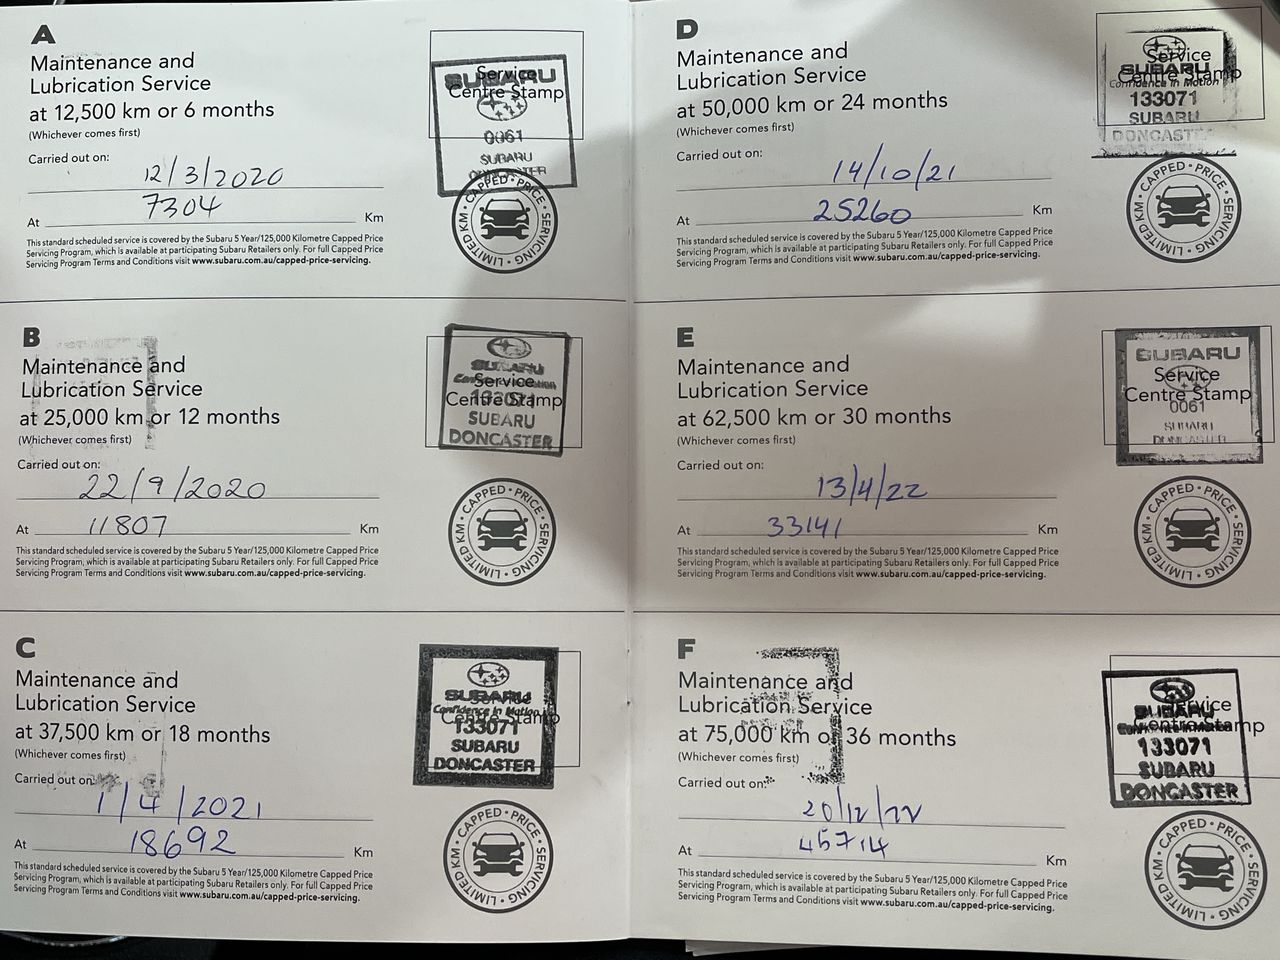 A
Maintenance and
Lubrication Service
at 12,500 km or 6 months
(Whichever comes first)
Carried out on:
12/3/2020
7304
At Km
This standard scheduled service is covered by the Subaru 5 Year/125,000 Kilometre Capped Price
Servicing Program, which is available at participating Subaru Retailers only. For full Capped Price
Servicing Program Terms and Conditions visit www.subaru.com.au/capped-price-servicing.
Service
Centre Stamp
SUBARU
0061
SUBARU
DONCASTER
CAPPED · PRICE · SERVICING · LIMITED KM ·
B
Maintenance and
Lubrication Service
at 25,000 km or 12 months
(Whichever comes first)
Carried out on:
22/9/2020
At 11807 Km
This standard scheduled service is covered by the Subaru 5 Year/125,000 Kilometre Capped Price
Servicing Program, which is available at participating Subaru Retailers only. For full Capped Price
Servicing Program Terms and Conditions visit www.subaru.com.au/capped-price-servicing.
SUBARU
Confidence in Motion
Service
Centre Stamp
133071
SUBARU
DONCASTER
CAPPED · PRICE · SERVICING · LIMITED KM ·
C
Maintenance and
Lubrication Service
at 37,500 km or 18 months
(Whichever comes first)
Carried out on:
1/4/2021
18692
At Km
This standard scheduled service is covered by the Subaru 5 Year/125,000 Kilometre Capped Price
Servicing Program, which is available at participating Subaru Retailers only. For full Capped Price
Servicing Program Terms and Conditions visit www.subaru.com.au/capped-price-servicing.
SUBARU
Service
Confidence in Motion
Centre Stamp
133071
SUBARU
DONCASTER
CAPPED · PRICE · SERVICING · LIMITED KM ·
D
Maintenance and
Lubrication Service
at 50,000 km or 24 months
(Whichever comes first)
Carried out on:
14/10/21
At 25260 Km
This standard scheduled service is covered by the Subaru 5 Year/125,000 Kilometre Capped Price
Servicing Program, which is available at participating Subaru Retailers only. For full Capped Price
Servicing Program Terms and Conditions visit www.subaru.com.au/capped-price-servicing.
Service
Centre Stamp
SUBARU
Confidence in Motion
133071
SUBARU
DONCASTER
CAPPED · PRICE · SERVICING · LIMITED KM ·
E
Maintenance and
Lubrication Service
at 62,500 km or 30 months
(Whichever comes first)
Carried out on:
13/4/22
At 33141 Km
This standard scheduled service is covered by the Subaru 5 Year/125,000 Kilometre Capped Price
Servicing Program, which is available at participating Subaru Retailers only. For full Capped Price
Servicing Program Terms and Conditions visit www.subaru.com.au/capped-price-servicing.
SUBARU
Service
Centre Stamp
0061
SUBARU
DONCASTER
CAPPED · PRICE · SERVICING · LIMITED KM ·
F
Maintenance and
Lubrication Service
at 75,000 km or 36 months
(Whichever comes first)
Carried out on:
20/12/22
45714
At Km
This standard scheduled service is covered by the Subaru 5 Year/125,000 Kilometre Capped Price
Servicing Program, which is available at participating Subaru Retailers only. For full Capped Price
Servicing Program Terms and Conditions visit www.subaru.com.au/capped-price-servicing.
SUBARU
Service
Centre Stamp
133071
SUBARU
DONCASTER
CAPPED · PRICE · SERVICING · LIMITED KM ·